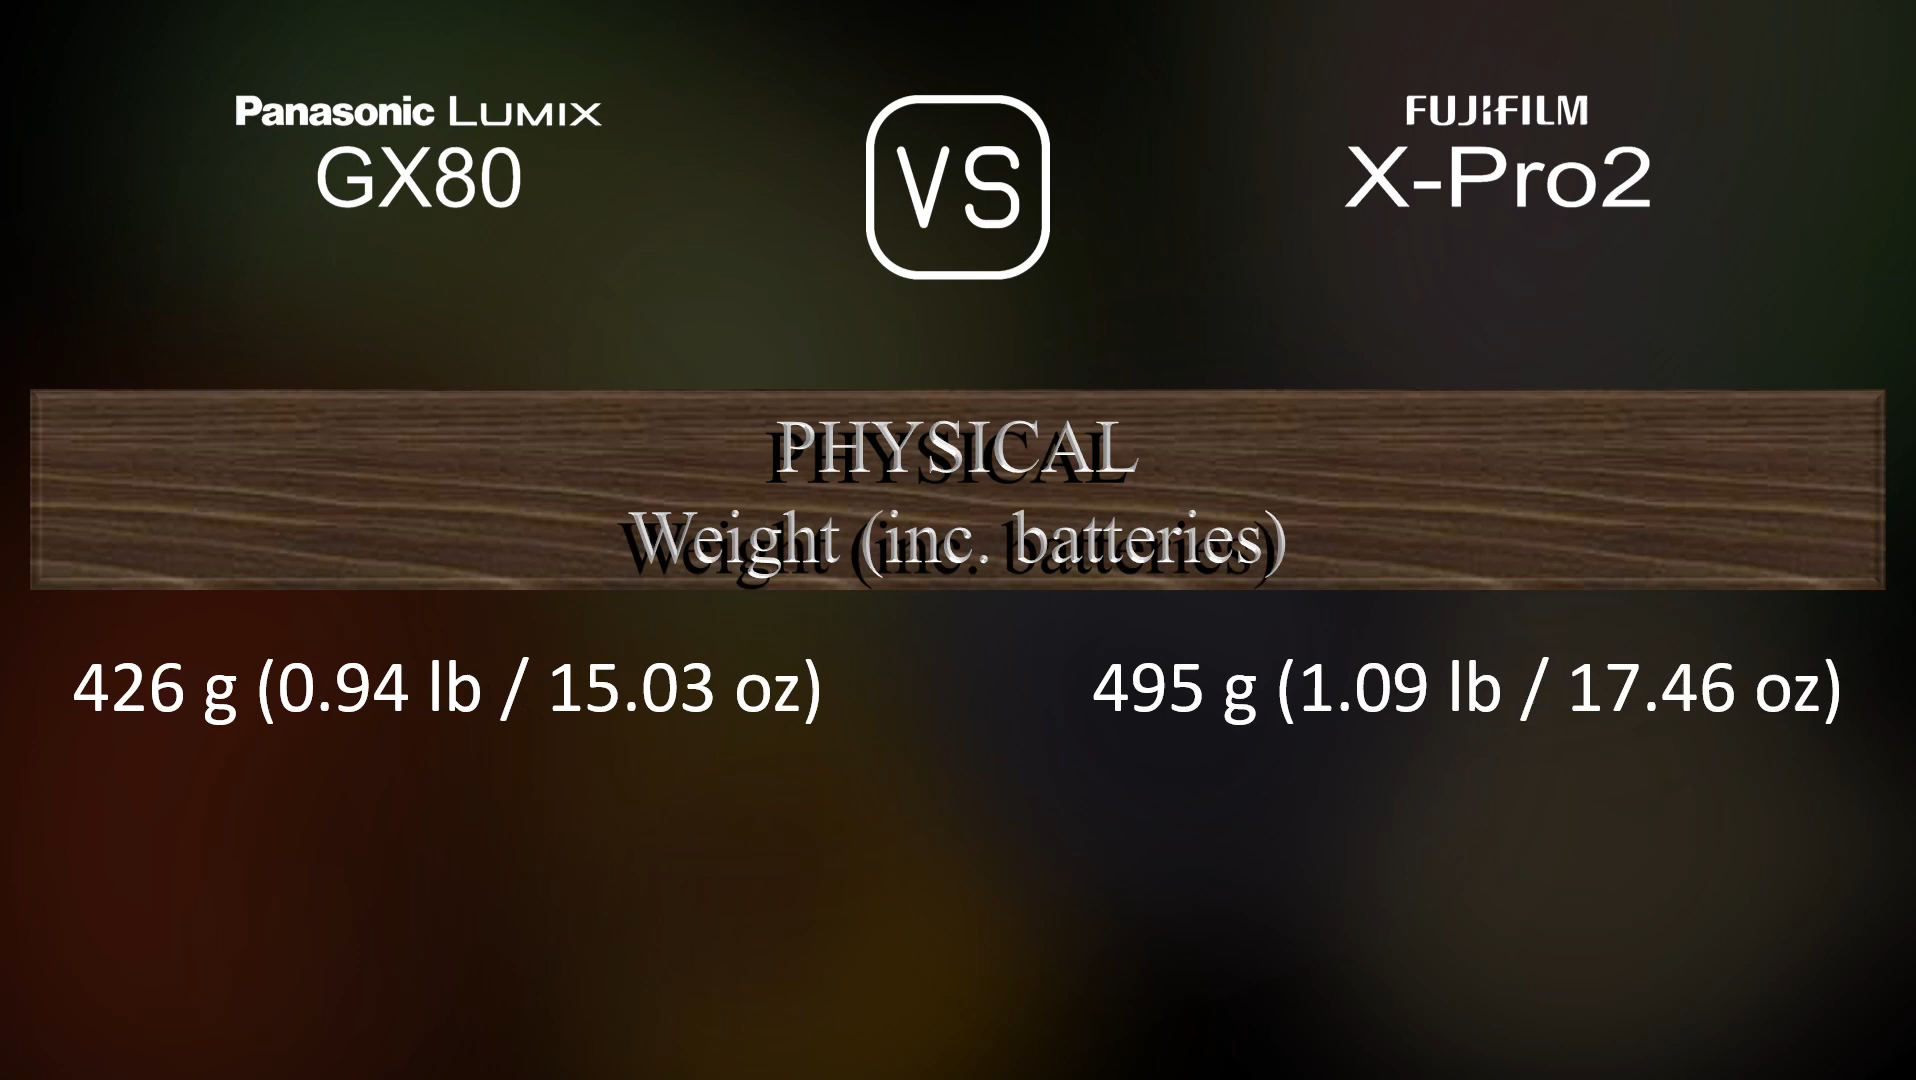 Panasonic LUMIX
GX80
VS
FUJIFILM
X-Pro2
PHYSICAL
Weight (inc. batteries)
426 g (0.94 lb / 15.03 oz)
495 g (1.09 lb / 17.46 oz)